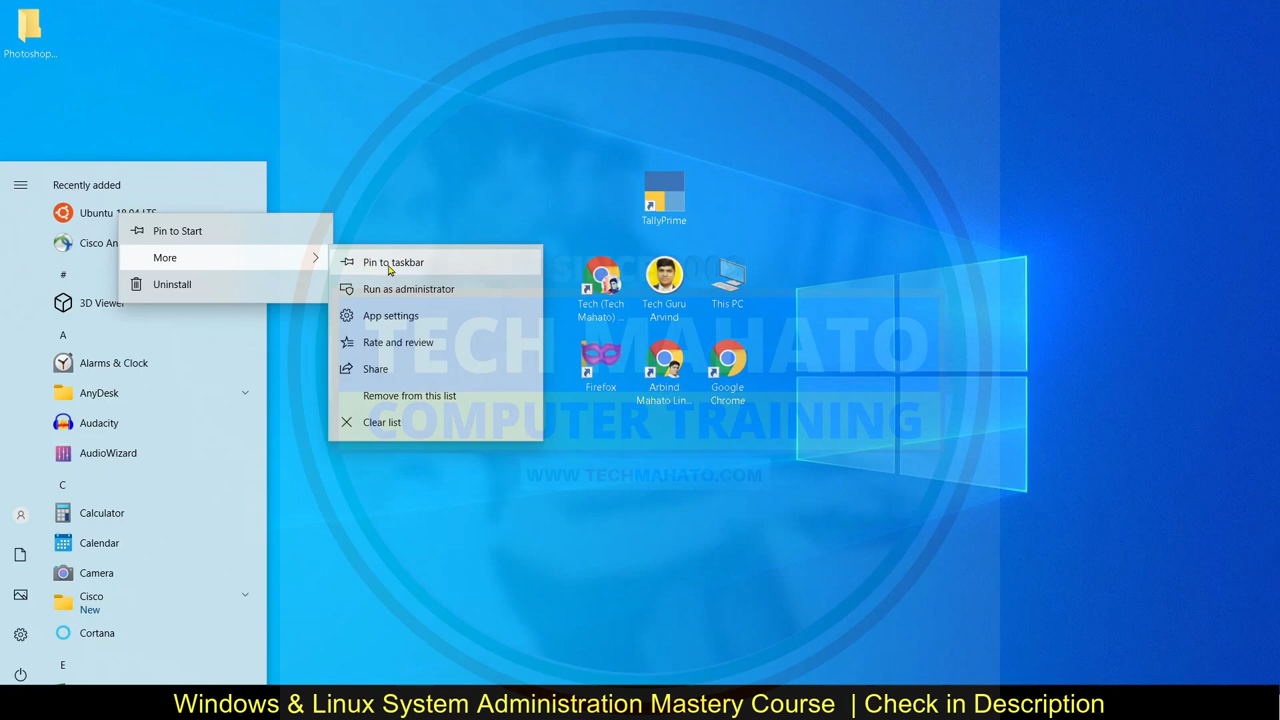 Photoshop...
Recently added
Ubuntu 18.04 LTS
Cisco An
#
3D Viewer
A
Alarms & Clock
AnyDesk
Audacity
AudioWizard
C
Calculator
Calendar
Camera
Cisco
New
Cortana
E
Pin to Start
More
Uninstall
Pin to taskbar
Run as administrator
App settings
Rate and review
Share
Remove from this list
Clear list
TallyPrime
Tech (Tech
Mahato) ...
Tech Guru
Arvind
This PC
Firefox
Arbind
Mahato Lin...
Google
Chrome
TECH MAHATO
COMPUTER TRAINING
WWW.TECHMAHATO.COM
Windows & Linux System Administration Mastery Course | Check in Description